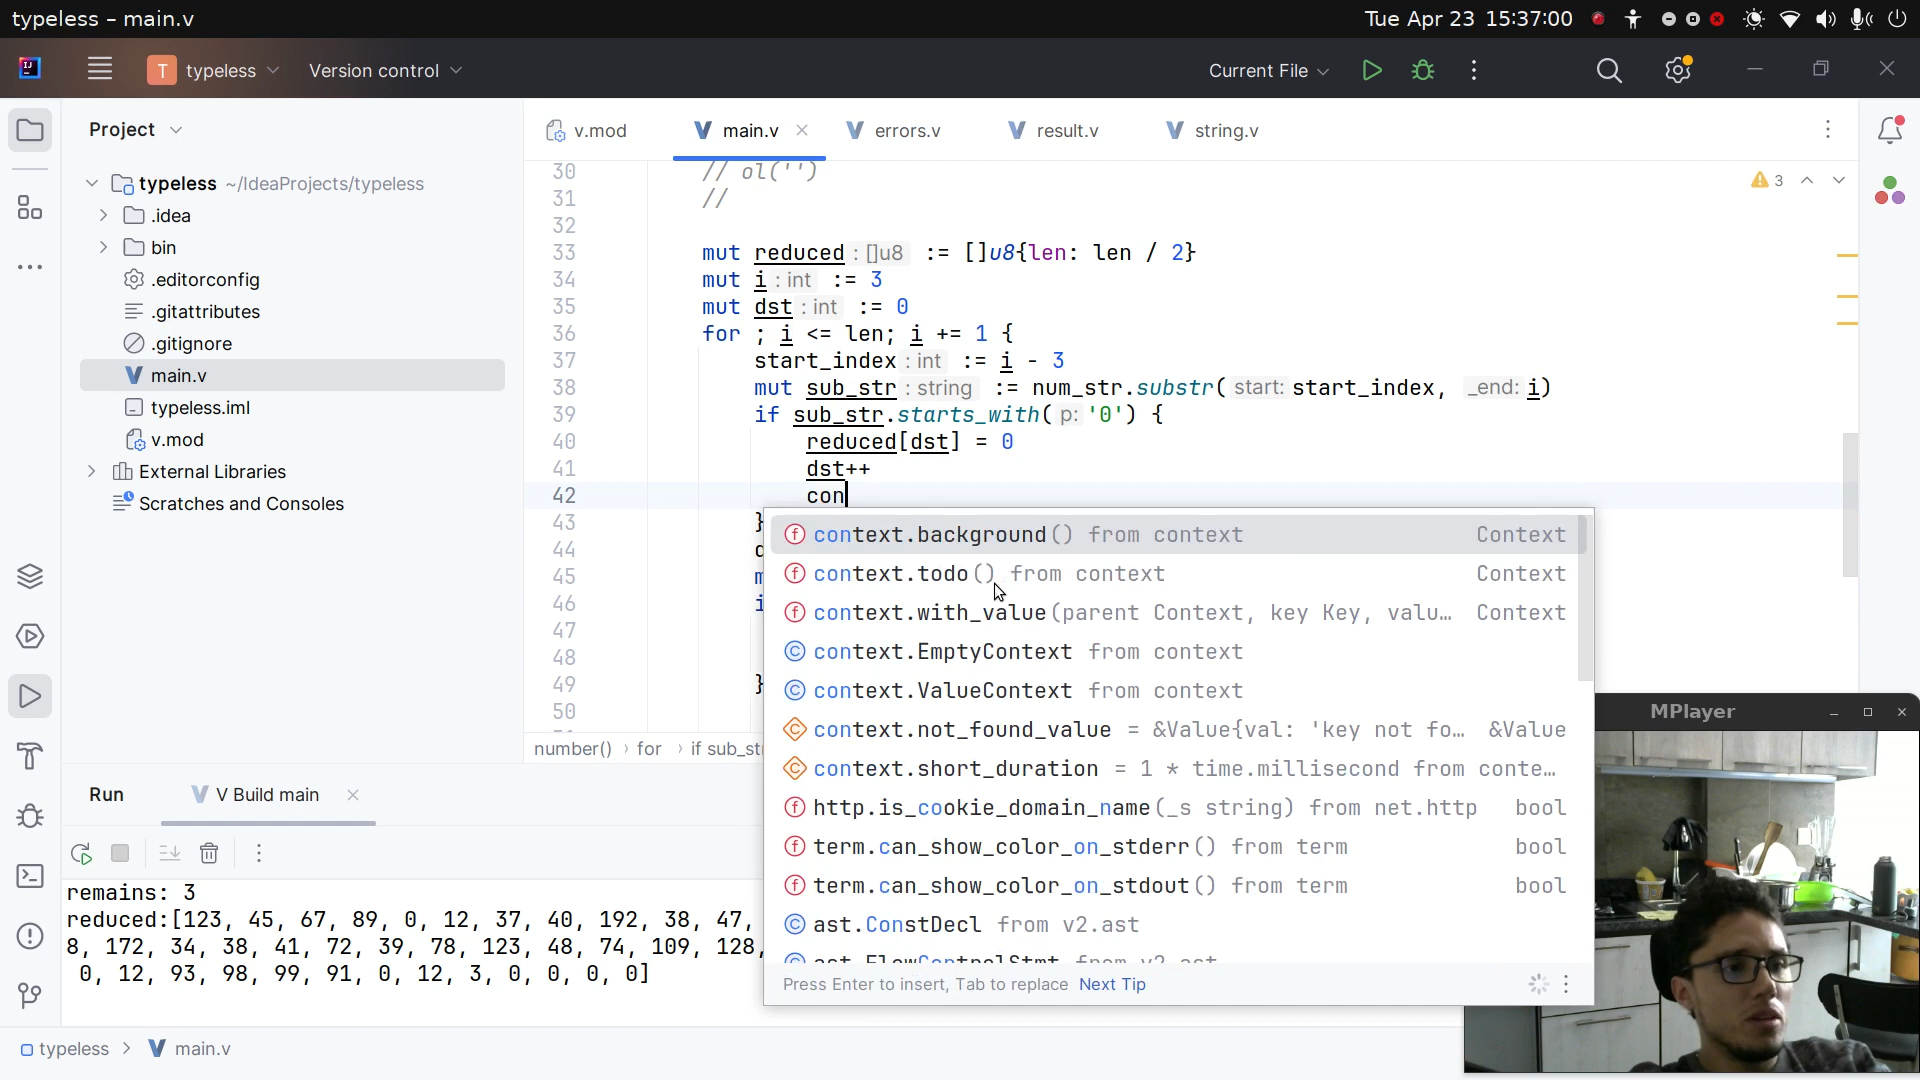 typeless – main.v
Tue Apr 23 15:37:00
T typeless
Version control
Current File
Project
v.mod
main.v
errors.v
result.v
string.v
typeless ~/IdeaProjects/typeless
.idea
bin
.editorconfig
.gitattributes
.gitignore
main.v
typeless.iml
v.mod
External Libraries
Scratches and Consoles
3
30 // ol('')
31 //
32
33 mut reduced : []u8 := []u8{len: len / 2}
34 mut i : int := 3
35 mut dst : int := 0
36 for ; i <= len; i += 1 {
37 start_index : int := i - 3
38 mut sub_str : string := num_str.substr( start: start_index, _end: i)
39 if sub_str.starts_with( p: '0') {
40 reduced[dst] = 0
41 dst++
42 con
43 }
44
45
46 i
47
48
49 }
50
number() › for › if sub_st
context.background() from context Context
context.todo() from context Context
context.with_value(parent Context, key Key, valu… Context
context.EmptyContext from context
context.ValueContext from context
context.not_found_value = &Value{val: 'key not fo… &Value
context.short_duration = 1 * time.millisecond from conte…
http.is_cookie_domain_name(_s string) from net.http bool
term.can_show_color_on_stderr() from term bool
term.can_show_color_on_stdout() from term bool
ast.ConstDecl from v2.ast
ast.FlowControlStmt from v2.ast
Press Enter to insert, Tab to replace Next Tip
Run
V Build main
remains: 3
reduced:[123, 45, 67, 89, 0, 12, 37, 40, 192, 38, 47,
8, 172, 34, 38, 41, 72, 39, 78, 123, 48, 74, 109, 128,
0, 12, 93, 98, 99, 91, 0, 12, 3, 0, 0, 0, 0]
MPlayer
typeless › main.v